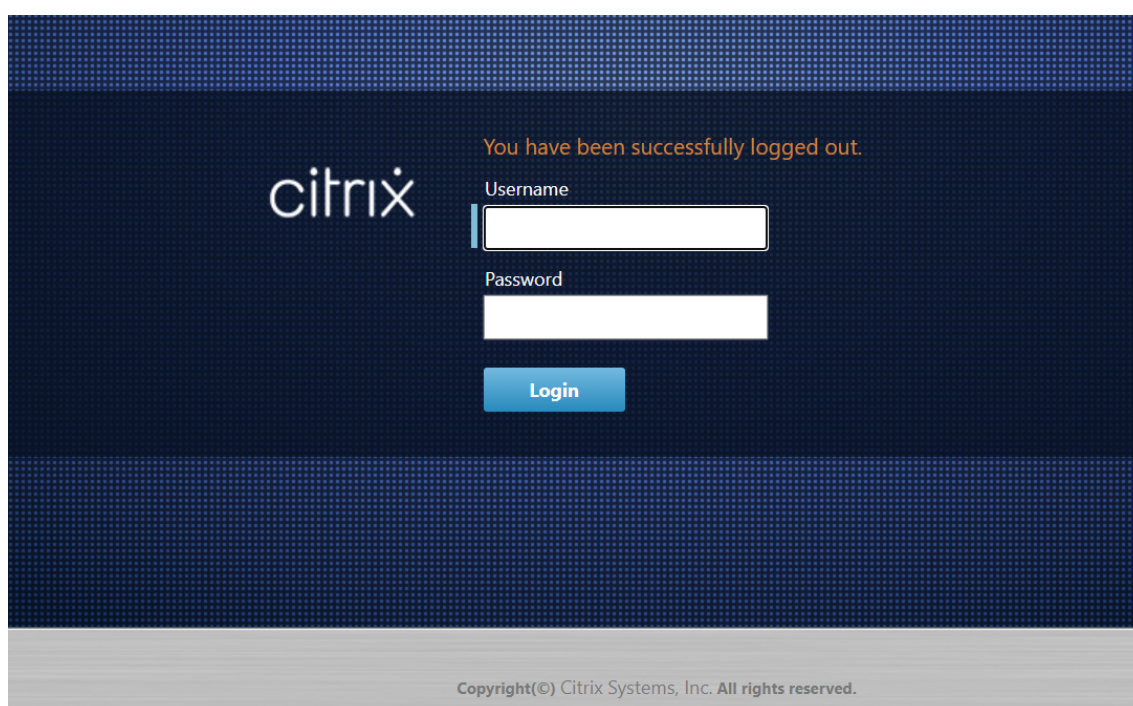 You have been successfully logged out.
citrix
Username
Password
Login
Copyright(©) Citrix Systems, Inc. All rights reserved.